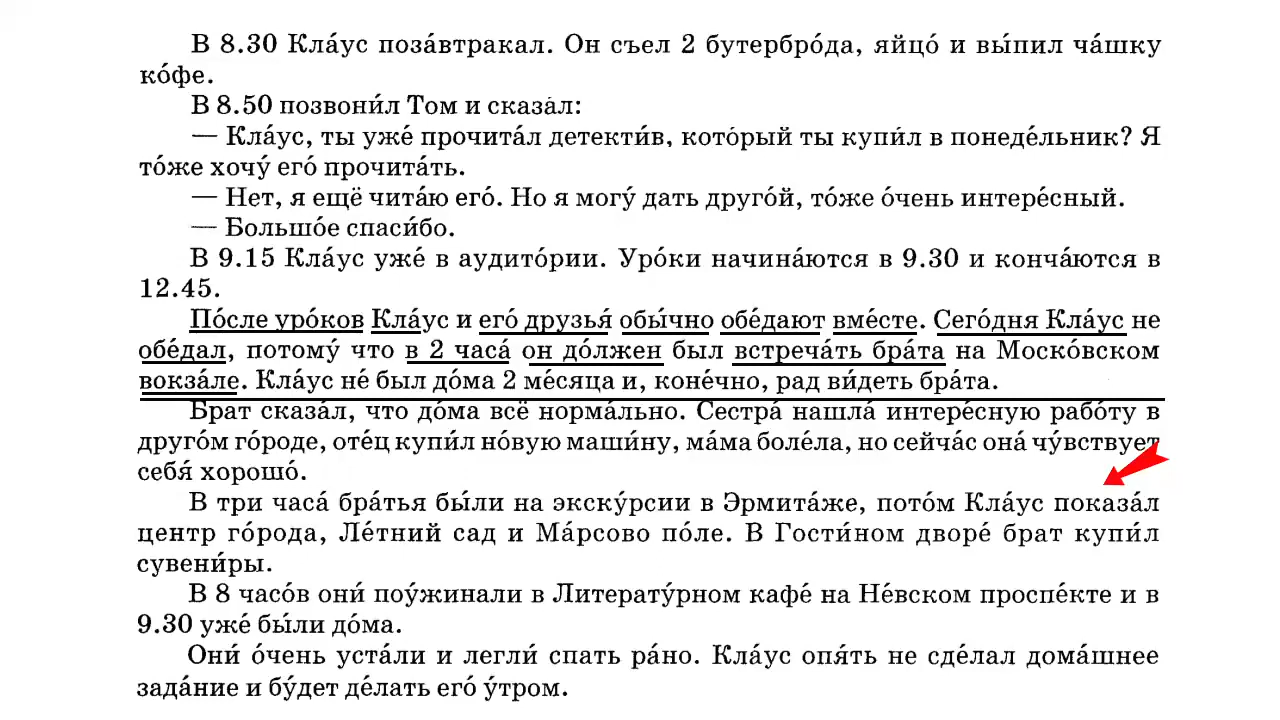 В 8.30 Кла́ус поза́втракал. Он съел 2 бутербро́да, яйцо́ и вы́пил ча́шку
ко́фе.
В 8.50 позвони́л Том и сказа́л:
— Кла́ус, ты уже́ прочита́л детекти́в, кото́рый ты купи́л в понеде́льник? Я
то́же хочу́ его́ прочита́ть.
— Нет, я ещё чита́ю его́. Но я могу́ дать друго́й, то́же о́чень интере́сный.
— Большо́е спаси́бо.
В 9.15 Кла́ус уже́ в аудито́рии. Уро́ки начина́ются в 9.30 и конча́ются в
12.45.
По́сле уро́ков Кла́ус и его́ друзья́ обы́чно обе́дают вме́сте. Сего́дня Кла́ус не
обе́дал, потому́ что в 2 часа́ он до́лжен был встреча́ть бра́та на Моско́вском
вокза́ле. Кла́ус не́ был до́ма 2 ме́сяца и, коне́чно, рад ви́деть бра́та.
Брат сказа́л, что до́ма всё норма́льно. Сестра́ нашла́ интере́сную рабо́ту в
друго́м го́роде, оте́ц купи́л но́вую маши́ну, ма́ма боле́ла, но сейча́с она́ чу́вствует
себя́ хорошо́.
В три часа́ бра́тья бы́ли на экску́рсии в Эрмита́же, пото́м Кла́ус показа́л
центр го́рода, Ле́тний сад и Ма́рсово по́ле. В Гости́ном дворе́ брат купи́л
сувени́ры.
В 8 часо́в они́ поу́жинали в Литерату́рном кафе́ на Не́вском проспе́кте и в
9.30 уже́ бы́ли до́ма.
Они́ о́чень уста́ли и легли́ спать ра́но. Кла́ус опя́ть не сде́лал дома́шнее
зада́ние и бу́дет де́лать его́ у́тром.